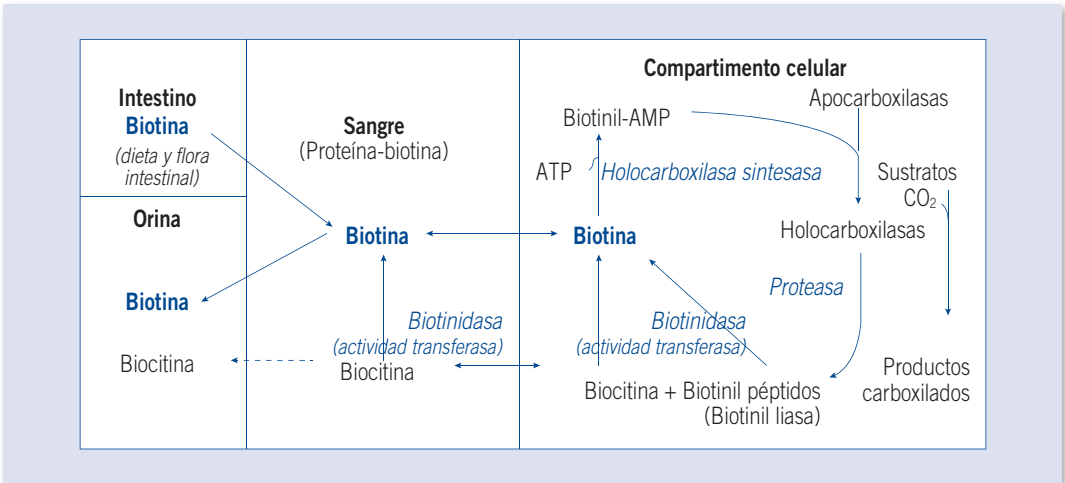 Intestino
Biotina
(dieta y flora
intestinal)
Orina
Biotina
Biocitina
Sangre
(Proteína-biotina)
Biotina
Biotinidasa
(actividad transferasa)
Biocitina
Compartimento celular
Biotinil-AMP
Apocarboxilasas
ATP
Holocarboxilasa sintesasa
Sustratos
CO₂
Biotina
Holocarboxilasas
Proteasa
Biotinidasa
(actividad transferasa)
Biocitina + Biotinil péptidos
(Biotinil liasa)
Productos
carboxilados